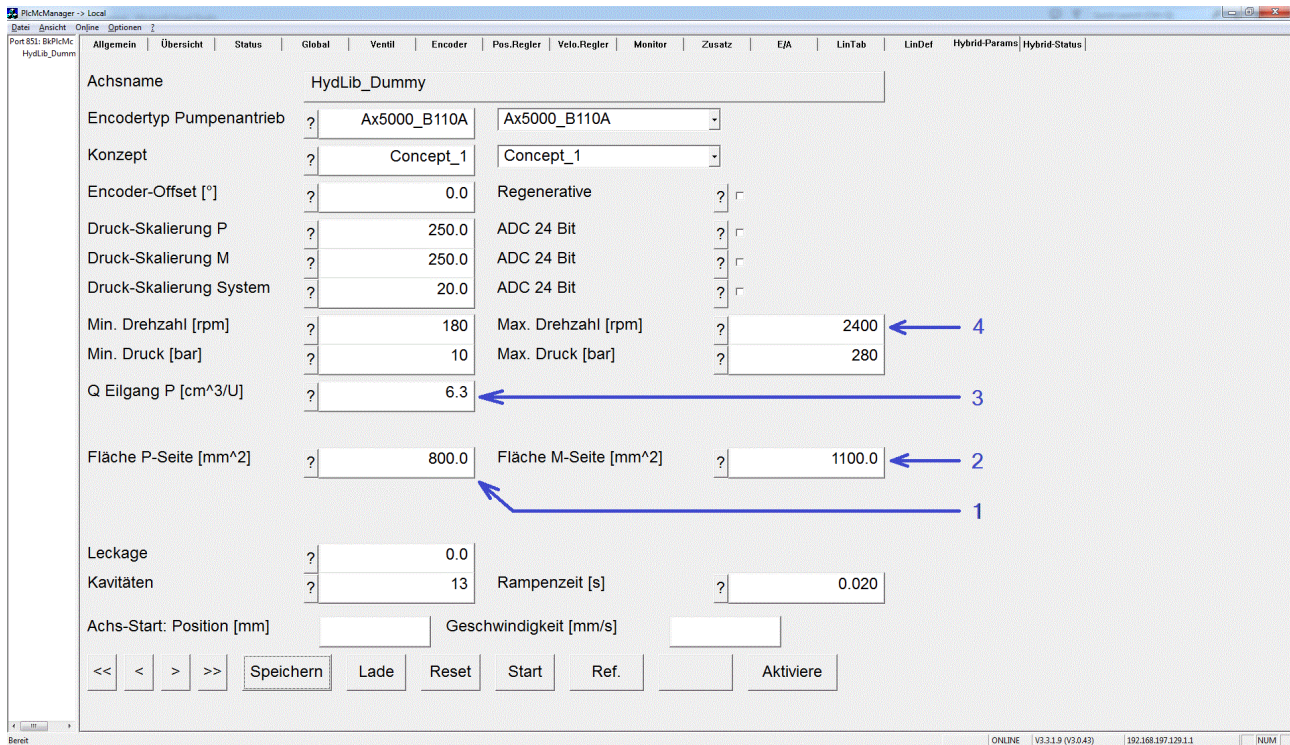 PlcMcManager -> Local
Datei Ansicht Online Optionen ?
Port 851: BkPlcMc
HydLib_Dumm
Allgemein Übersicht Status Global Ventil Encoder Pos.Regler Velo.Regler Monitor Zusatz E/A LinTab LinDef Hybrid-Params Hybrid-Status
Achsname HydLib_Dummy
Encodertyp Pumpenantrieb ? Ax5000_B110A Ax5000_B110A
Konzept ? Concept_1 Concept_1
Encoder-Offset [°] ? 0.0 Regenerative ?
Druck-Skalierung P ? 250.0 ADC 24 Bit ?
Druck-Skalierung M ? 250.0 ADC 24 Bit ?
Druck-Skalierung System ? 20.0 ADC 24 Bit ?
Min. Drehzahl [rpm] ? 180 Max. Drehzahl [rpm] ? 2400 4
Min. Druck [bar] ? 10 Max. Druck [bar] ? 280
Q Eilgang P [cm^3/U] ? 6.3 3
Fläche P-Seite [mm^2] ? 800.0 Fläche M-Seite [mm^2] ? 1100.0 2
1
Leckage ? 0.0
Kavitäten ? 13 Rampenzeit [s] ? 0.020
Achs-Start: Position [mm] Geschwindigkeit [mm/s]
<< < > >> Speichern Lade Reset Start Ref. Aktiviere
Bereit ONLINE V3.3.1.9 (V3.0.43) 192.168.197.129.1.1 NUM